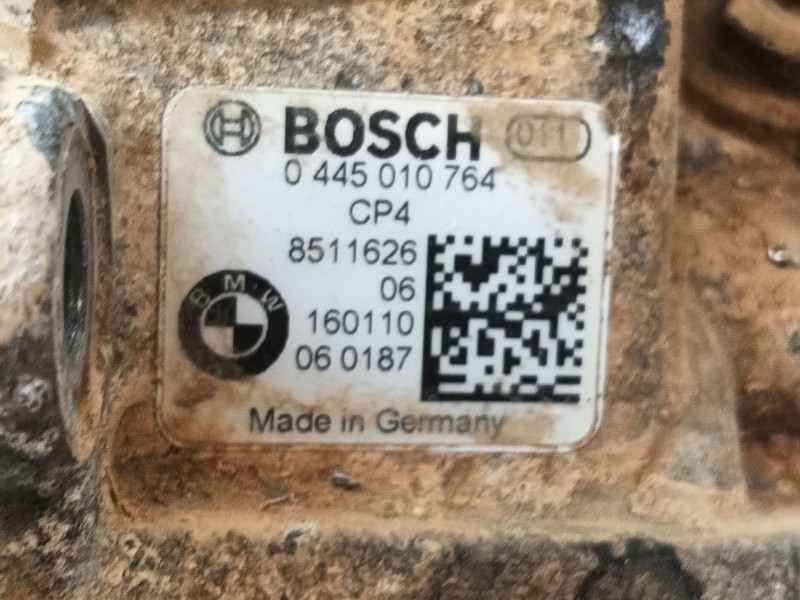 BOSCH 011
0 445 010 764
CP4
8511626
06
BMW
160110
06 0187
Made in Germany